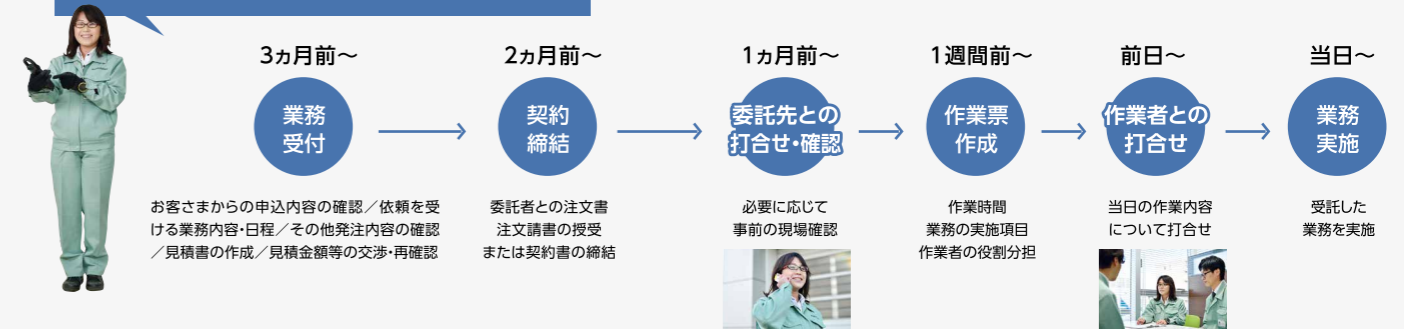 3ヵ月前～
業務
受付
お客さまからの申込内容の確認／依頼を受
ける業務内容・日程／その他発注内容の確認
／見積書の作成／見積金額等の交渉・再確認
2ヵ月前～
契約
締結
委託者との注文書
注文請書の授受
または契約書の締結
1ヵ月前～
委託先との
打合せ・確認
必要に応じて
事前の現場確認
1週間前～
作業票
作成
作業時間
業務の実施項目
作業者の役割分担
前日～
作業者との
打合せ
当日の作業内容
について打合せ
当日～
業務
実施
受託した
業務を実施